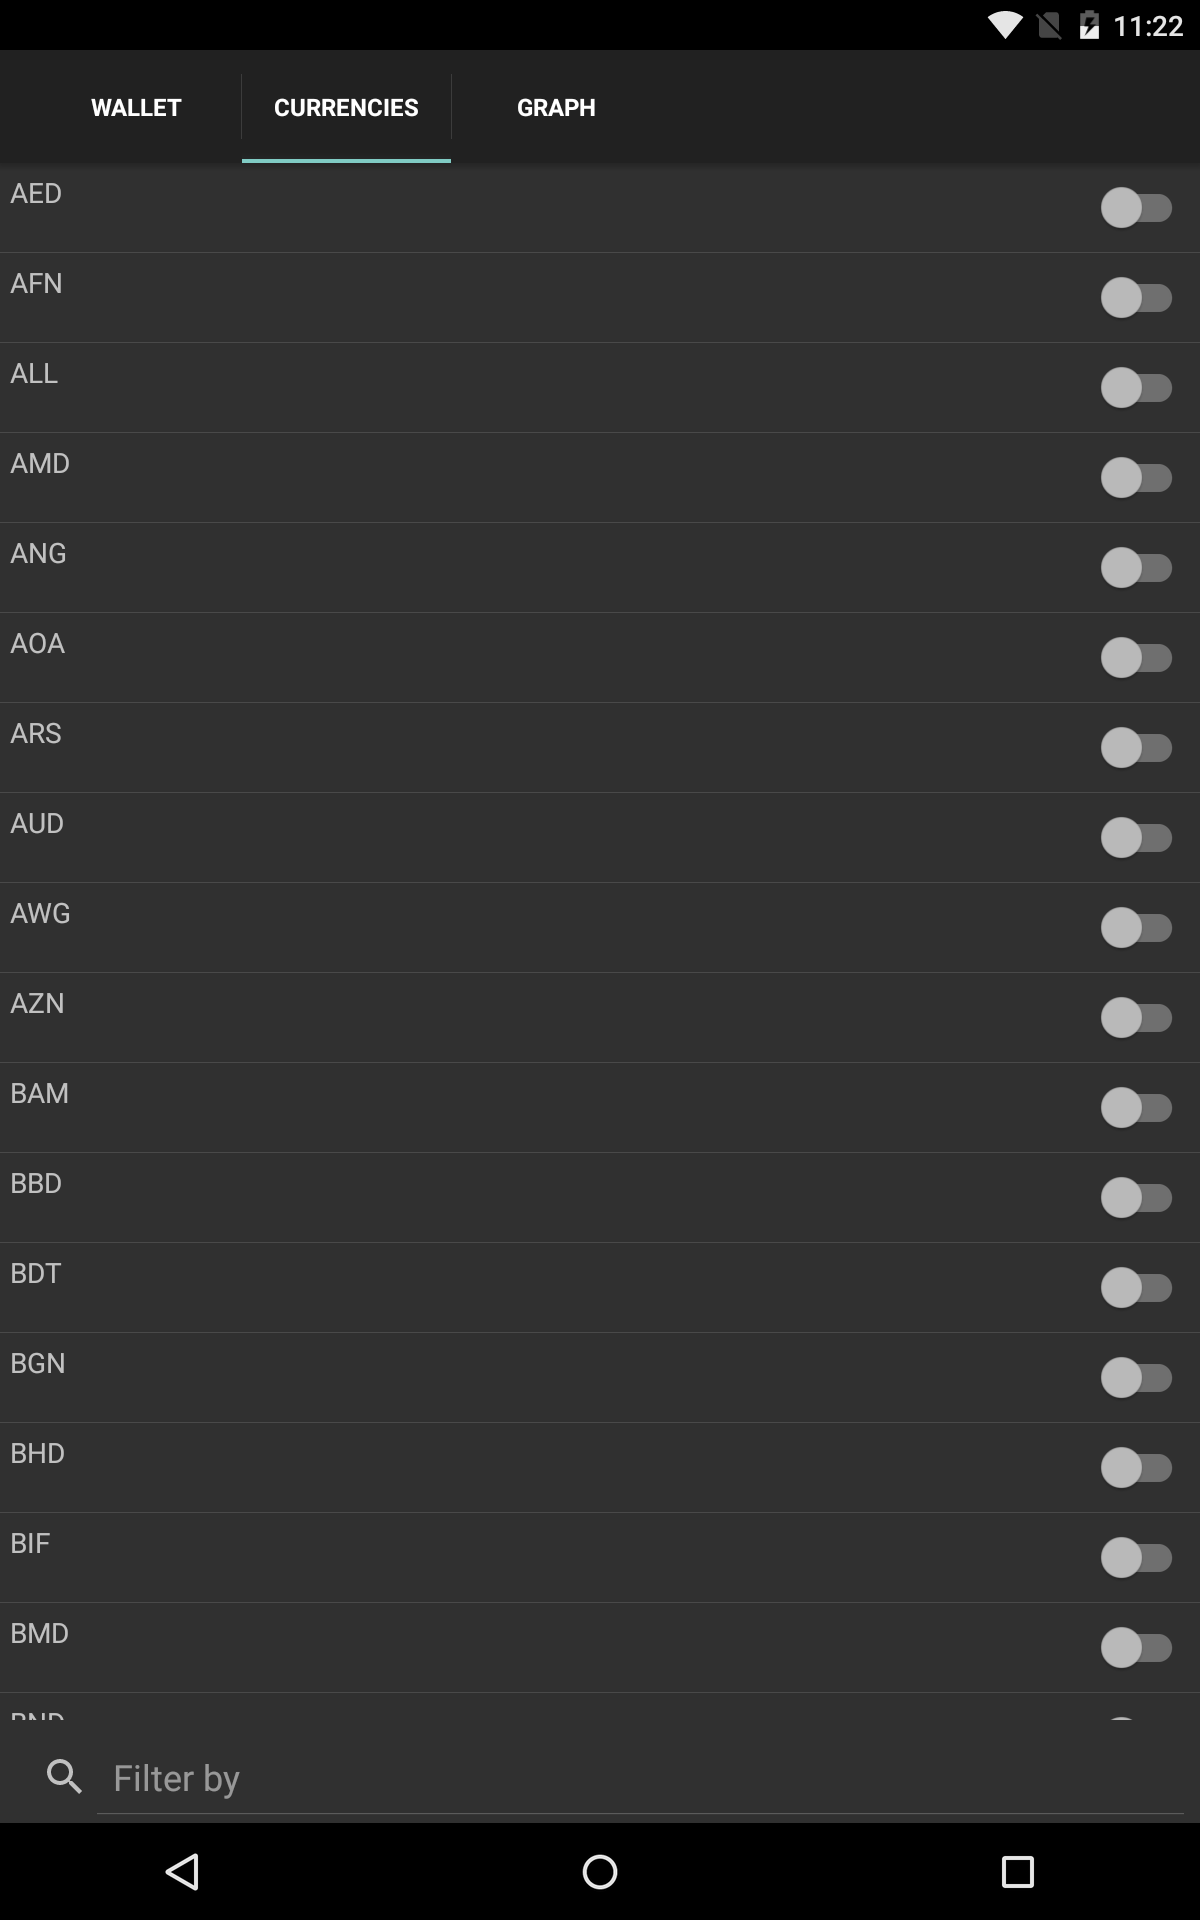 11:22
WALLET CURRENCIES GRAPH
AED
AFN
ALL
AMD
ANG
AOA
ARS
AUD
AWG
AZN
BAM
BBD
BDT
BGN
BHD
BIF
BMD
BND
Filter by